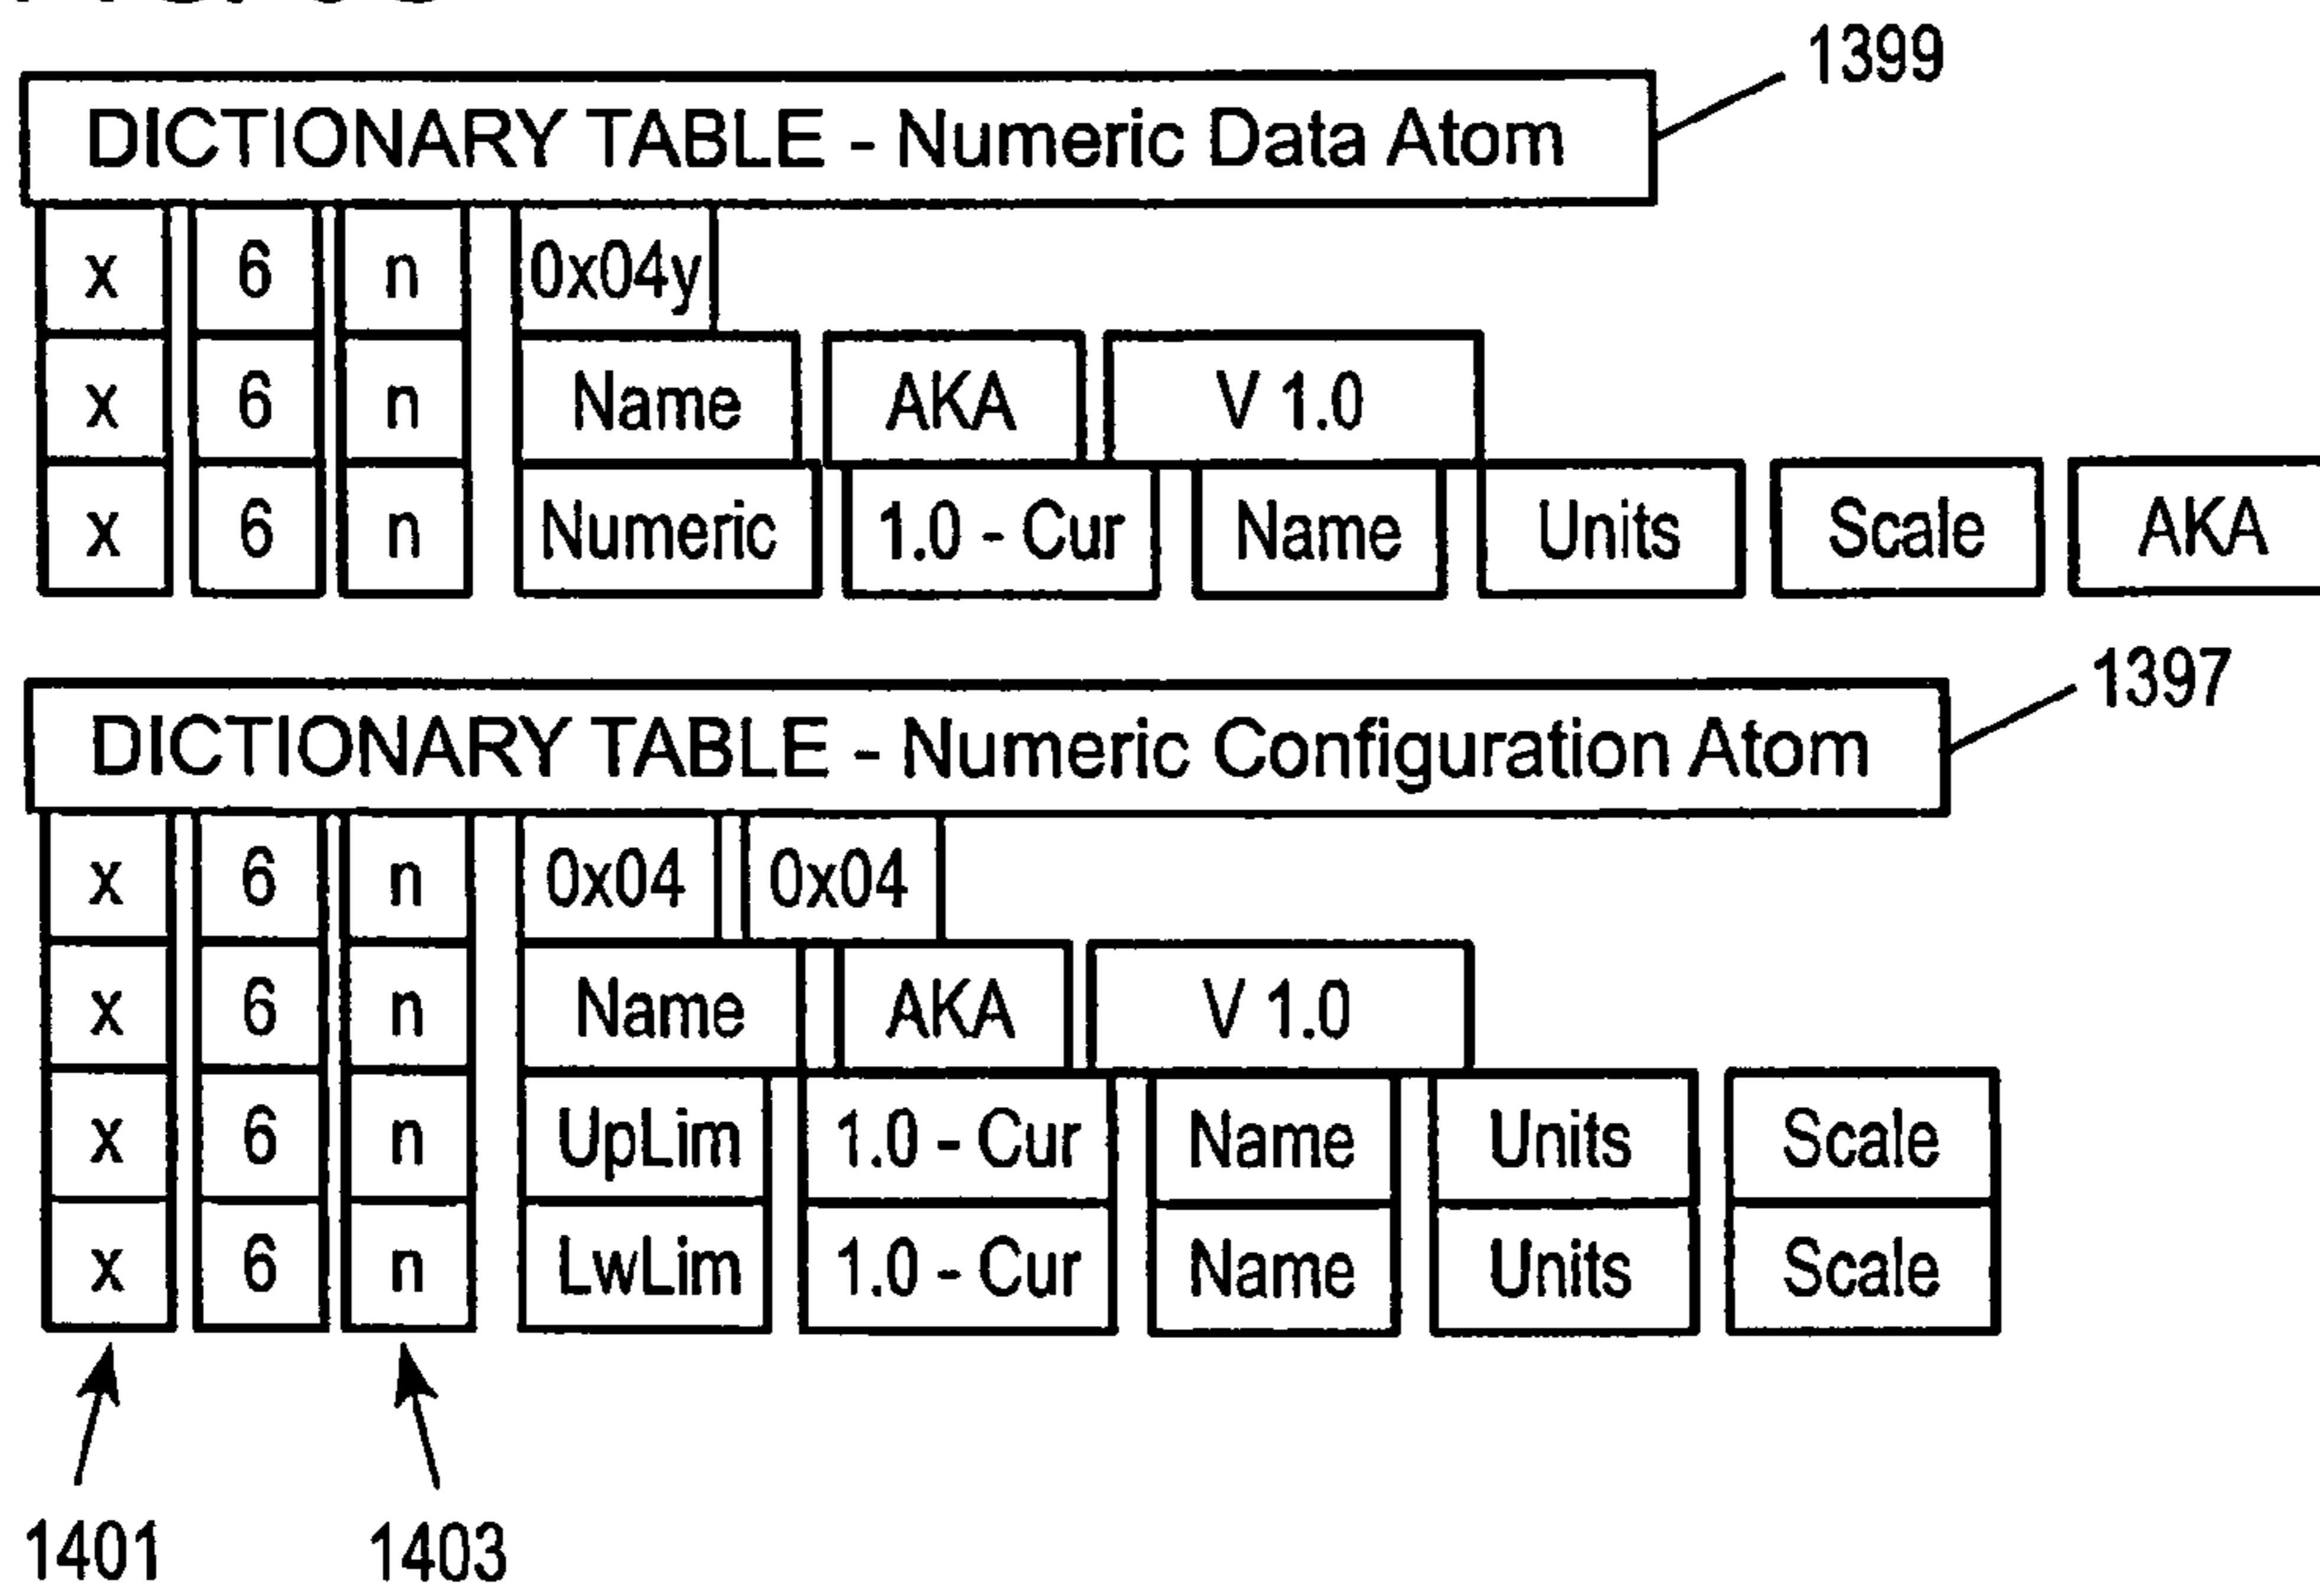 1399
DICTIONARY TABLE - Numeric Data Atom
x 6 n 0x04y
x 6 n Name AKA V 1.0
x 6 n Numeric 1.0 - Cur Name Units Scale AKA
1397
DICTIONARY TABLE - Numeric Configuration Atom
x 6 n 0x04 0x04
x 6 n Name AKA V 1.0
x 6 n UpLim 1.0 - Cur Name Units Scale
x 6 n LwLim 1.0 - Cur Name Units Scale
1401 1403